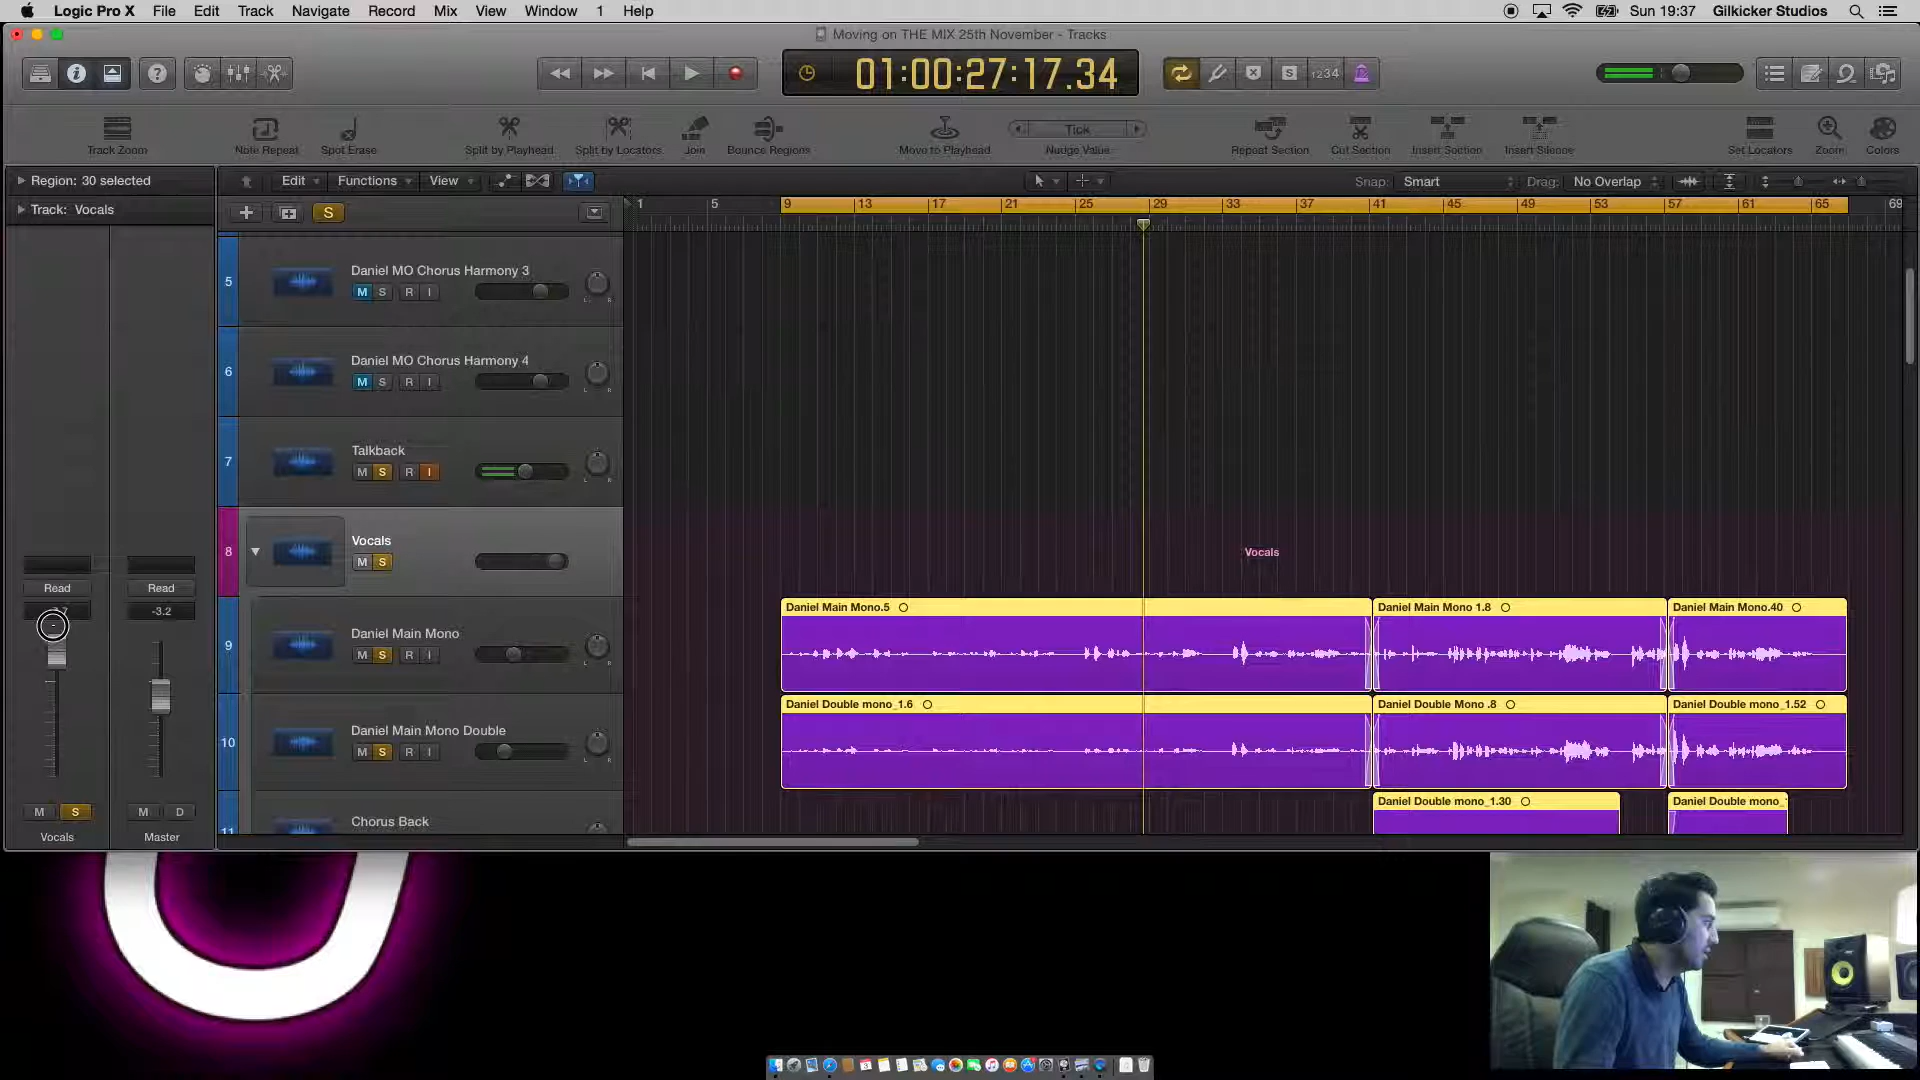 Logic Pro X File Edit Track Navigate Record Mix View Window 1 Help
Sun 19:37 Gilkicker Studios
Moving on THE MIX 25th November - Tracks
01:00:27:17.34
S 1234
Track Zoom Note Repeat Spot Erase Split by Playhead Split by Locators Join Bounce Regions Move to Playhead
Tick
Nudge Value
Repeat Section Cut Section Insert Section Insert Silence Set Locators Zoom Colors
Region: 30 selected
Edit Functions View
Snap: Smart Drag: No Overlap
Track: Vocals
S
1 5 9 13 17 21 25 29 33 37 41 45 49 53 57 61 65 69
5 Daniel MO Chorus Harmony 3
M S R I
L R
6 Daniel MO Chorus Harmony 4
M S R I
L R
7 Talkback
M S R I
L R
8 Vocals
M S
Vocals
9 Daniel Main Mono
M S R I
L R
Daniel Main Mono.5
Daniel Main Mono 1.8
Daniel Main Mono.40
10 Daniel Main Mono Double
M S R I
L R
Daniel Double mono_1.6
Daniel Double Mono .8
Daniel Double mono_1.52
11 Chorus Back
Daniel Double mono_1.30
Daniel Double mono_
Read Read
-3.2
M S M D
Vocals Master